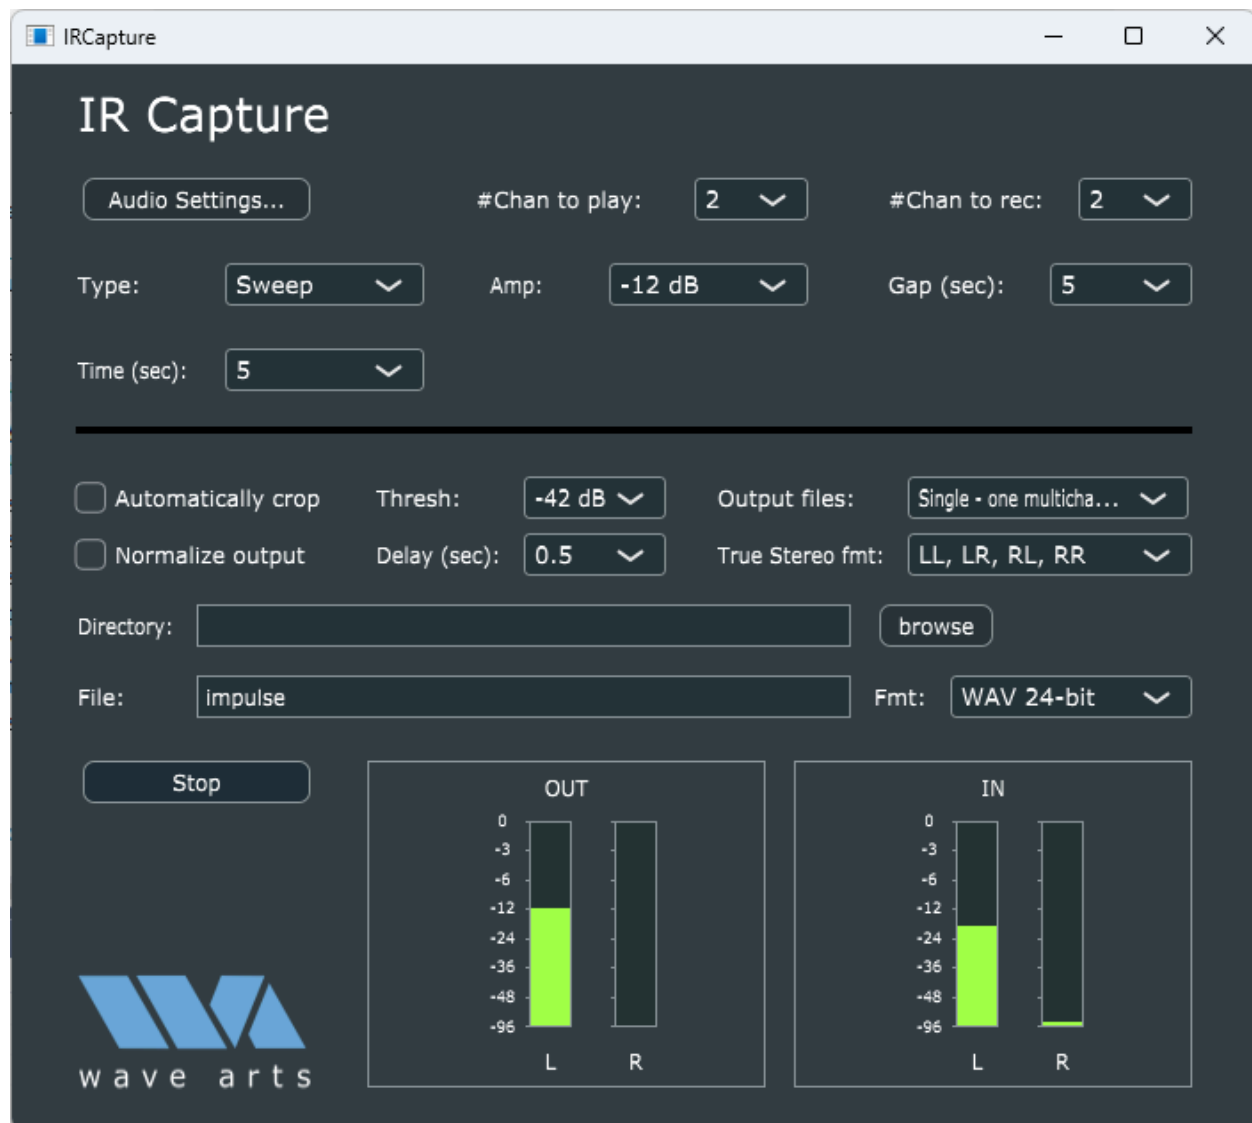 IRCapture
IR Capture
Audio Settings... #Chan to play: 2 #Chan to rec: 2
Type: Sweep Amp: -12 dB Gap (sec): 5
Time (sec): 5
Automatically crop Thresh: -42 dB Output files: Single - one multicha...
Normalize output Delay (sec): 0.5 True Stereo fmt: LL, LR, RL, RR
Directory: browse
File: impulse Fmt: WAV 24-bit
Stop
OUT
0
-3
-6
-12
-24
-36
-48
-96
L R
IN
0
-3
-6
-12
-24
-36
-48
-96
L R
wave arts